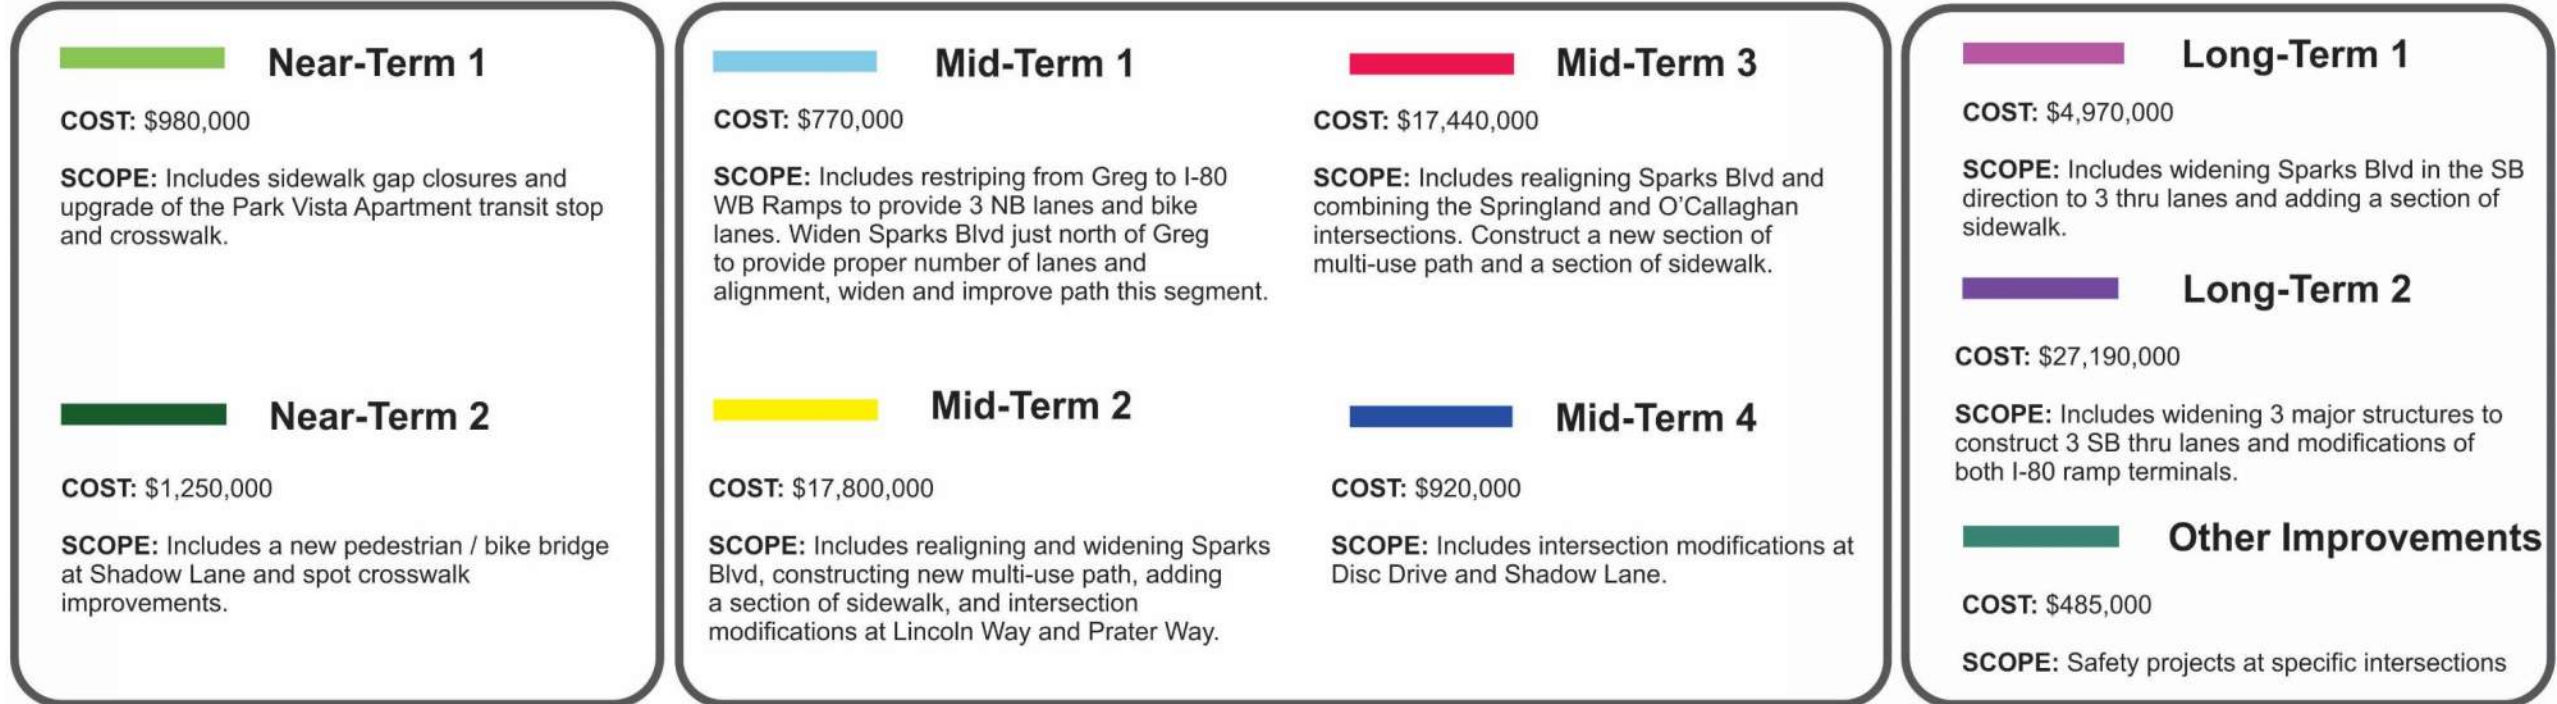 Near-Term 1
COST: $980,000
SCOPE: Includes sidewalk gap closures and
upgrade of the Park Vista Apartment transit stop
and crosswalk.
Near-Term 2
COST: $1,250,000
SCOPE: Includes a new pedestrian / bike bridge
at Shadow Lane and spot crosswalk
improvements.
Mid-Term 1
COST: $770,000
SCOPE: Includes restriping from Greg to I-80
WB Ramps to provide 3 NB lanes and bike
lanes. Widen Sparks Blvd just north of Greg
to provide proper number of lanes and
alignment, widen and improve path this segment.
Mid-Term 2
COST: $17,800,000
SCOPE: Includes realigning and widening Sparks
Blvd, constructing new multi-use path, adding
a section of sidewalk, and intersection
modifications at Lincoln Way and Prater Way.
Mid-Term 3
COST: $17,440,000
SCOPE: Includes realigning Sparks Blvd and
combining the Springland and O’Callaghan
intersections. Construct a new section of
multi-use path and a section of sidewalk.
Mid-Term 4
COST: $920,000
SCOPE: Includes intersection modifications at
Disc Drive and Shadow Lane.
Long-Term 1
COST: $4,970,000
SCOPE: Includes widening Sparks Blvd in the SB
direction to 3 thru lanes and adding a section of
sidewalk.
Long-Term 2
COST: $27,190,000
SCOPE: Includes widening 3 major structures to
construct 3 SB thru lanes and modifications of
both I-80 ramp terminals.
Other Improvements
COST: $485,000
SCOPE: Safety projects at specific intersections